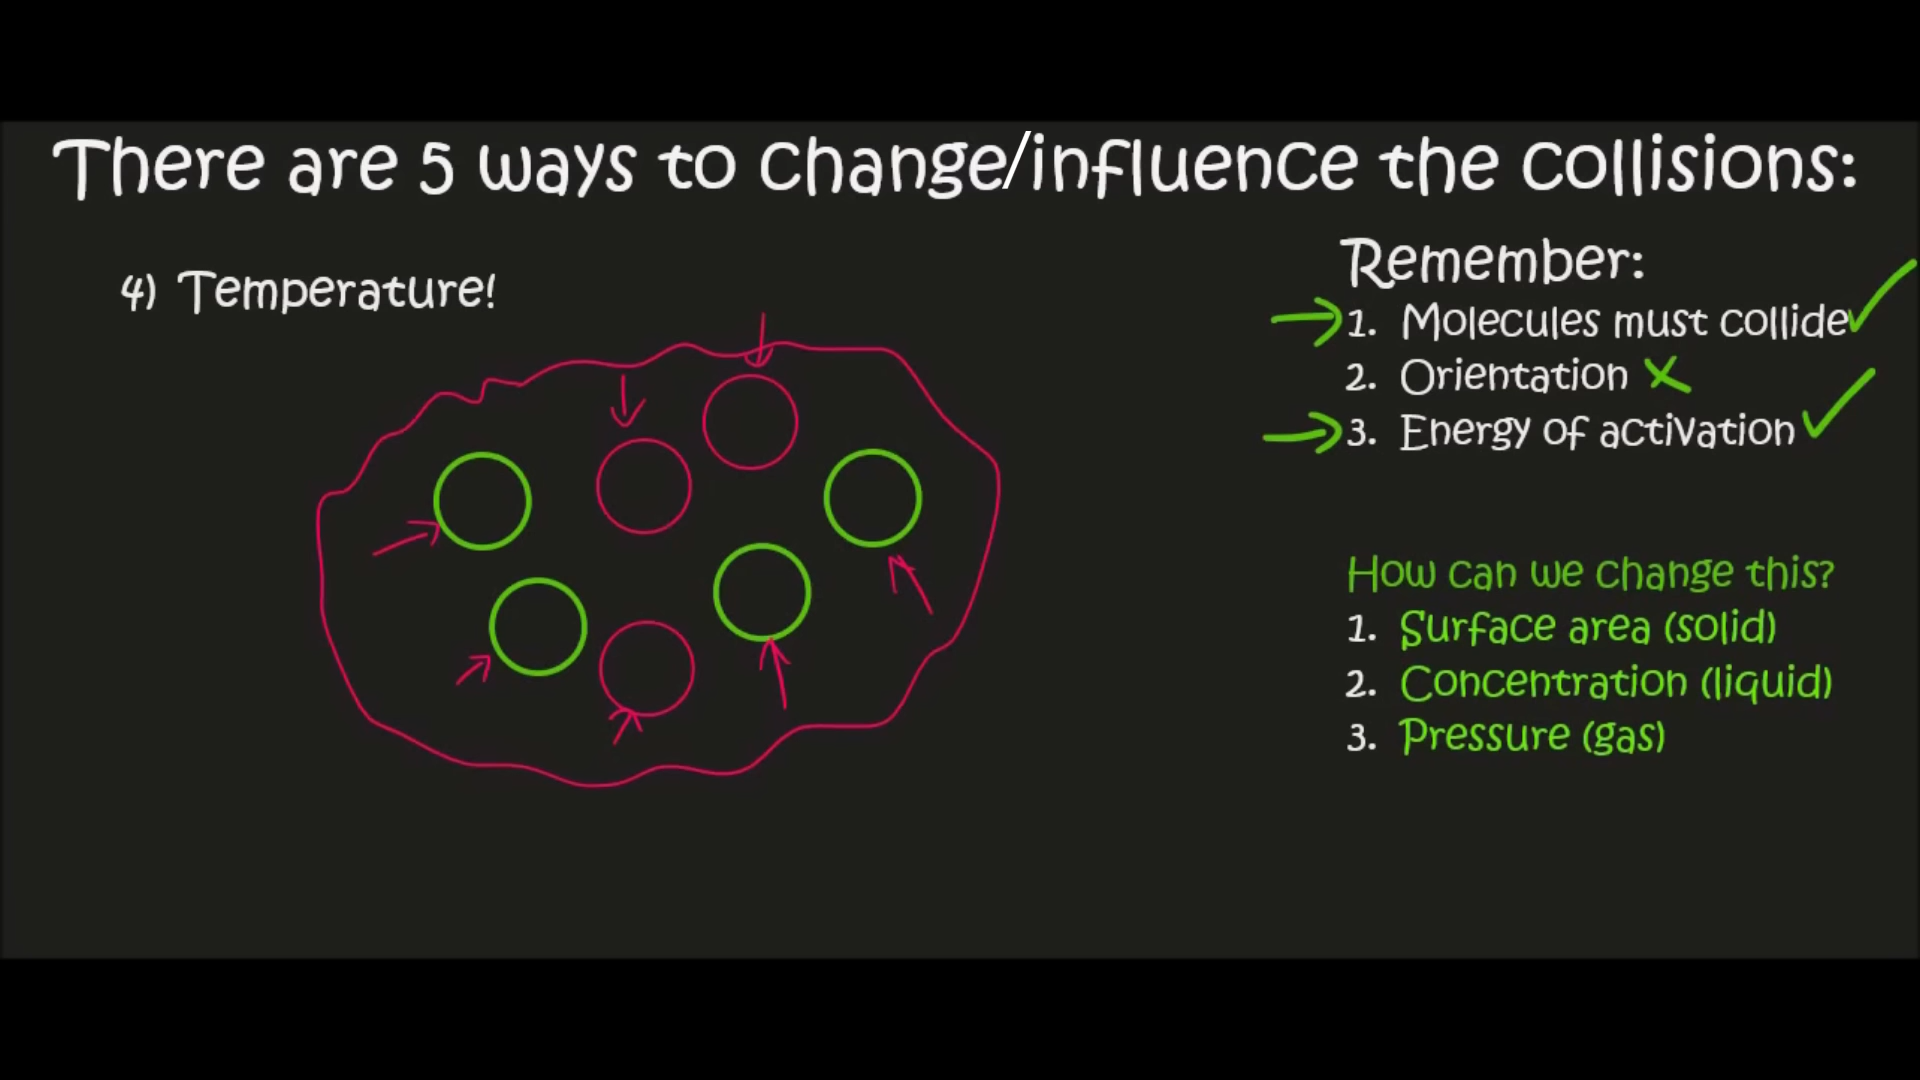 There are 5 ways to change/influence the collisions:
4) Temperature!
Remember:
1. Molecules must collide
2. Orientation
3. Energy of activation
How can we change this?
1. Surface area (solid)
2. Concentration (liquid)
3. Pressure (gas)